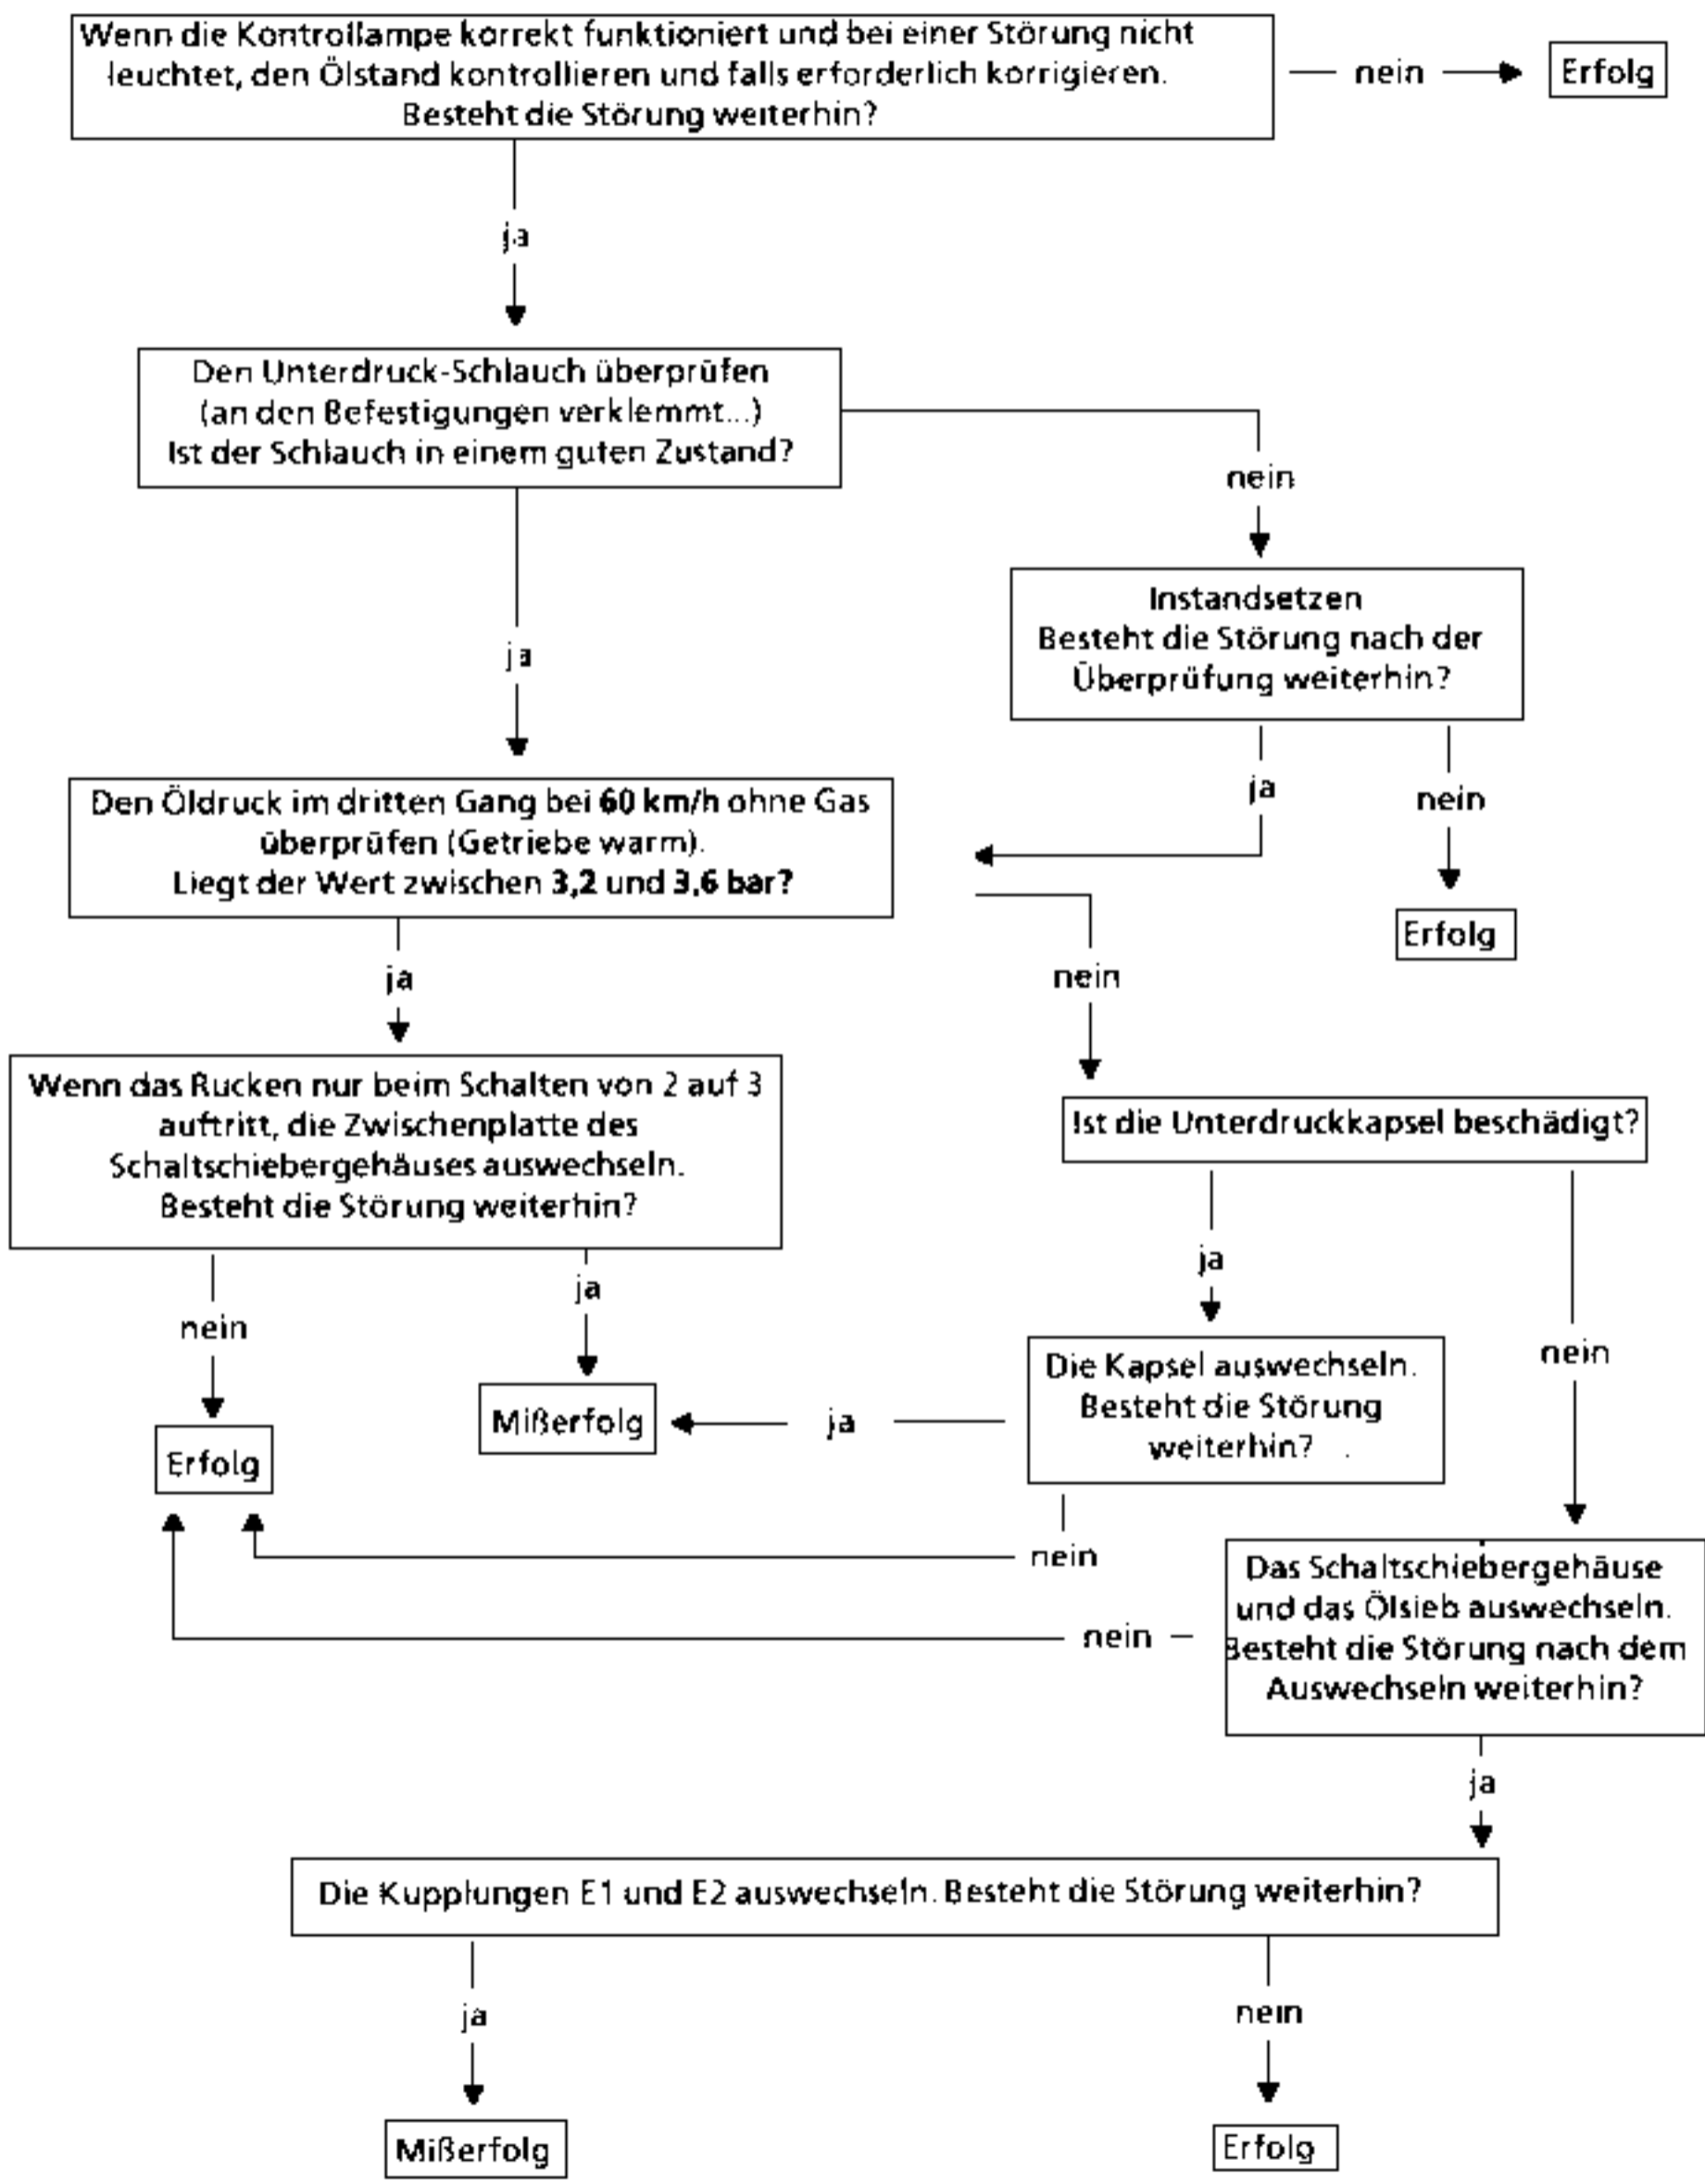 Wenn die Kontrollampe korrekt funktioniert und bei einer Störung nicht
leuchtet, den Ölstand kontrollieren und falls erforderlich korrigieren.
Besteht die Störung weiterhin?
nein
Erfolg
ja
Den Unterdruck-Schlauch überprüfen
(an den Befestigungen verklemmt...)
Ist der Schlauch in einem guten Zustand?
nein
Instandsetzen
Besteht die Störung nach der
Überprüfung weiterhin?
ja
ja
nein
Den Öldruck im dritten Gang bei 60 km/h ohne Gas
überprüfen (Getriebe warm).
Liegt der Wert zwischen 3,2 und 3,6 bar?
Erfolg
ja
nein
Wenn das Rucken nur beim Schalten von 2 auf 3
auftritt, die Zwischenplatte des
Schaltschiebergehäuses auswechseln.
Besteht die Störung weiterhin?
Ist die Unterdruckkapsel beschädigt?
ja
ja
nein
nein
Die Kapsel auswechseln.
Besteht die Störung
weiterhin?
Mißerfolg
ja
Erfolg
nein
Das Schaltschiebergehäuse
und das Ölsieb auswechseln.
Besteht die Störung nach dem
Auswechseln weiterhin?
nein
ja
Die Kupplungen E1 und E2 auswechseln. Besteht die Störung weiterhin?
ja
nein
Mißerfolg
Erfolg